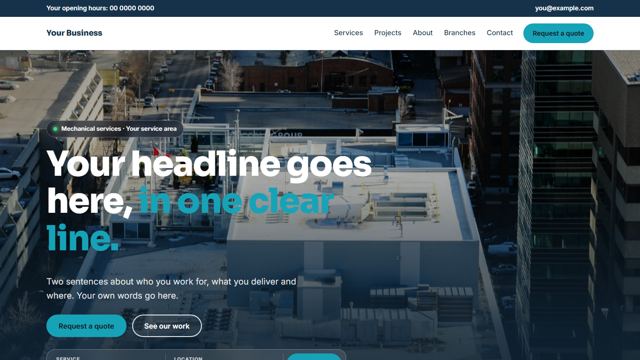 Your opening hours: 00 0000 0000
you@example.com
Your Business
Services
Projects
About
Branches
Contact
Request a quote
Mechanical services · Your service area
Your headline goes
here, in one clear
line.
Two sentences about who you work for, what you deliver and
where. Your own words go here.
Request a quote
See our work
SERVICE
LOCATION